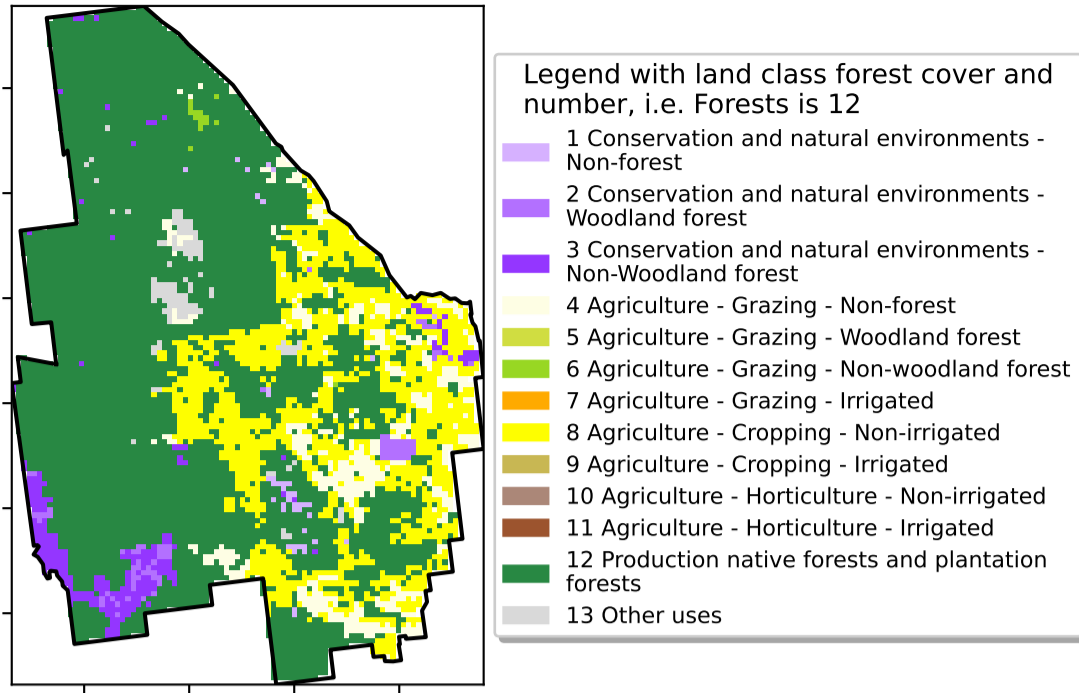 Legend with land class forest cover and
number, i.e. Forests is 12
1 Conservation and natural environments -
Non-forest
2 Conservation and natural environments -
Woodland forest
3 Conservation and natural environments -
Non-Woodland forest
4 Agriculture - Grazing - Non-forest
5 Agriculture - Grazing - Woodland forest
6 Agriculture - Grazing - Non-woodland forest
7 Agriculture - Grazing - Irrigated
8 Agriculture - Cropping - Non-irrigated
9 Agriculture - Cropping - Irrigated
10 Agriculture - Horticulture - Non-irrigated
11 Agriculture - Horticulture - Irrigated
12 Production native forests and plantation
forests
13 Other uses